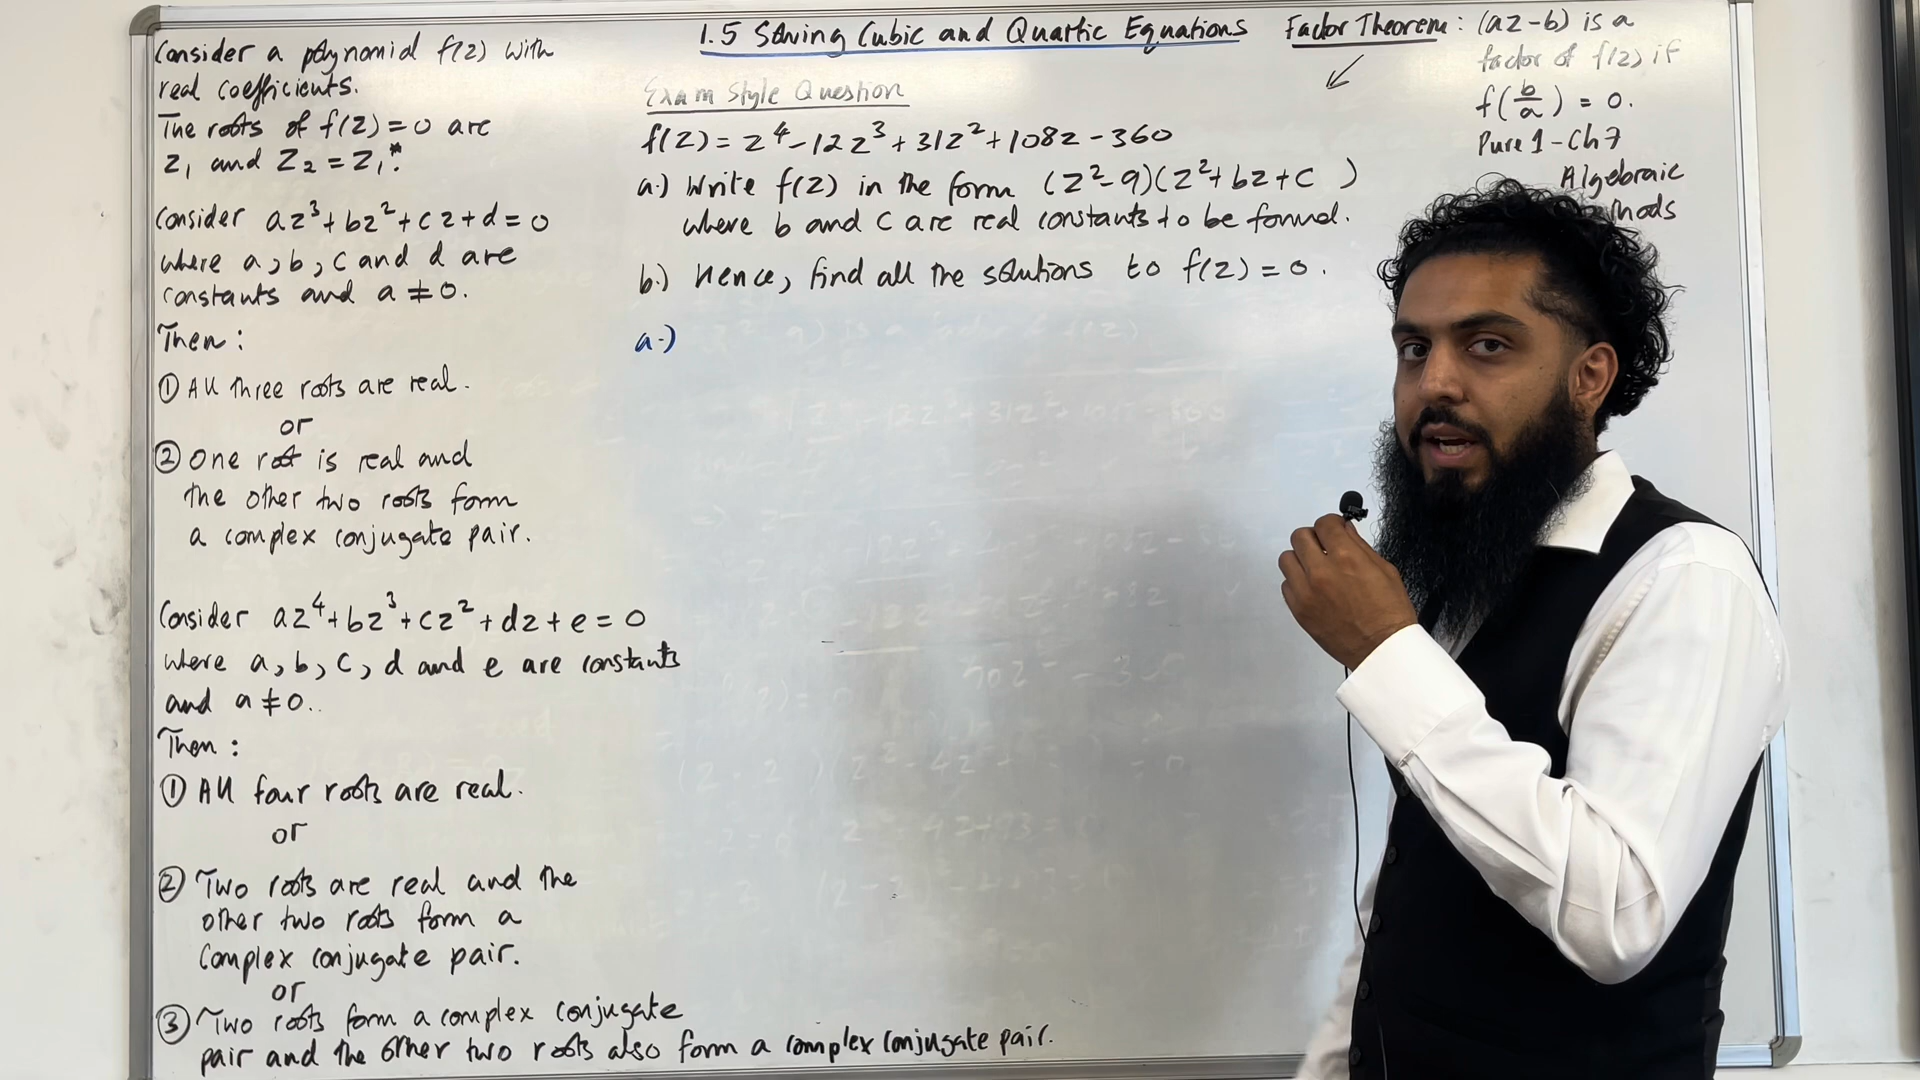 1.5 Solving Cubic and Quartic Equations
Consider a polynomial f(z) with
real coefficients.
The roots of f(z)=0 are
z₁ and z₂ = z₁*.
Consider az³+bz²+cz+d=0
where a, b, c and d are
constants and a ≠ 0.
Then:
① All three roots are real.
or
② One root is real and
the other two roots form
a complex conjugate pair.
Consider az⁴+bz³+cz²+dz+e=0
where a, b, c, d and e are constants
and a ≠ 0.
Then:
① All four roots are real.
or
② Two roots are real and the
other two roots form a
complex conjugate pair.
or
③ Two roots form a complex conjugate
pair and the other two roots also form a complex conjugate pair.
Exam Style Question
f(z) = z⁴-12z³+31z²+108z-360
a.) Write f(z) in the form (z²-9)(z²+bz+c )
where b and c are real constants to be found.
b.) Hence, find all the solutions to f(z) = 0.
a.)
Factor Theorem: (az-b) is a
factor of f(z) if
f(b/a) = 0.
Pure 1 - Ch 7
Algebraic